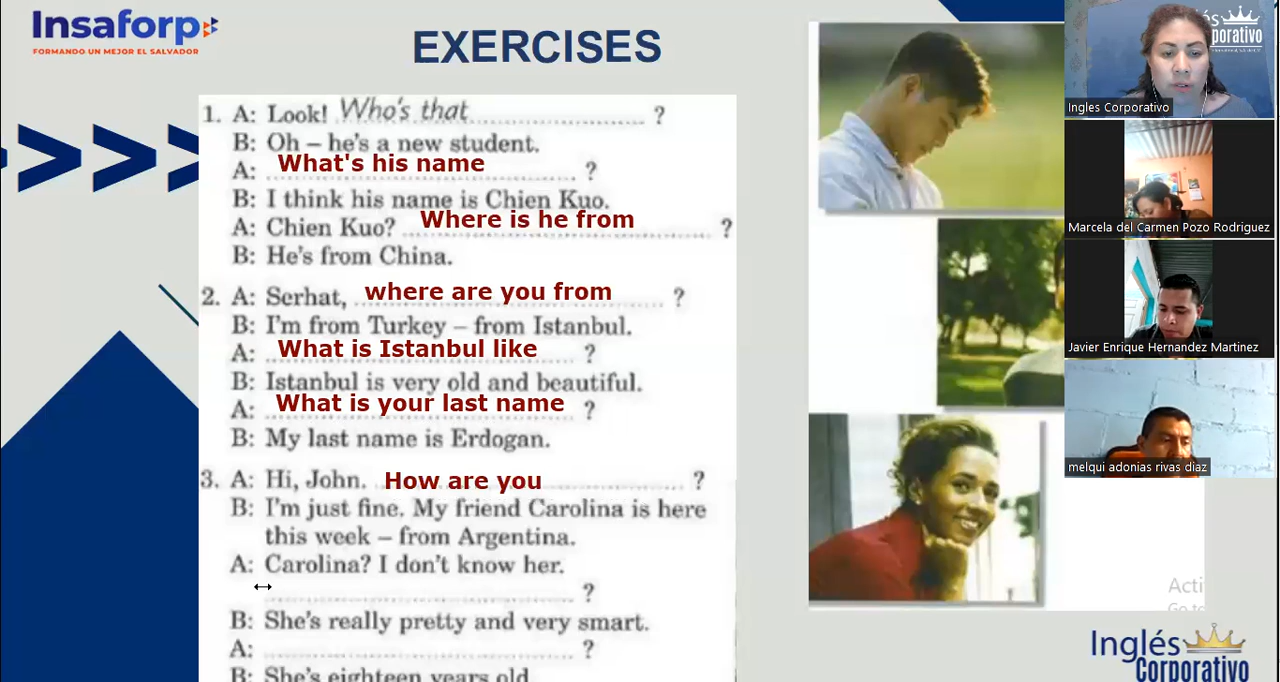 Insaforp
FORMANDO UN MEJOR EL SALVADOR
EXERCISES
1. A: Look! Who's that ?
B: Oh – he's a new student.
A: What's his name ?
B: I think his name is Chien Kuo.
A: Chien Kuo? Where is he from ?
B: He's from China.
2. A: Serhat, where are you from ?
B: I'm from Turkey – from Istanbul.
A: What is Istanbul like ?
B: Istanbul is very old and beautiful.
A: What is your last name ?
B: My last name is Erdogan.
3. A: Hi, John. How are you ?
B: I'm just fine. My friend Carolina is here
this week – from Argentina.
A: Carolina? I don't know her.
?
B: She's really pretty and very smart.
A: ?
B: She's eighteen years old
Ingles Corporativo
Marcela del Carmen Pozo Rodriguez
Javier Enrique Hernandez Martinez
melqui adonias rivas diaz
Acti
Go to
Inglés
Corporativo